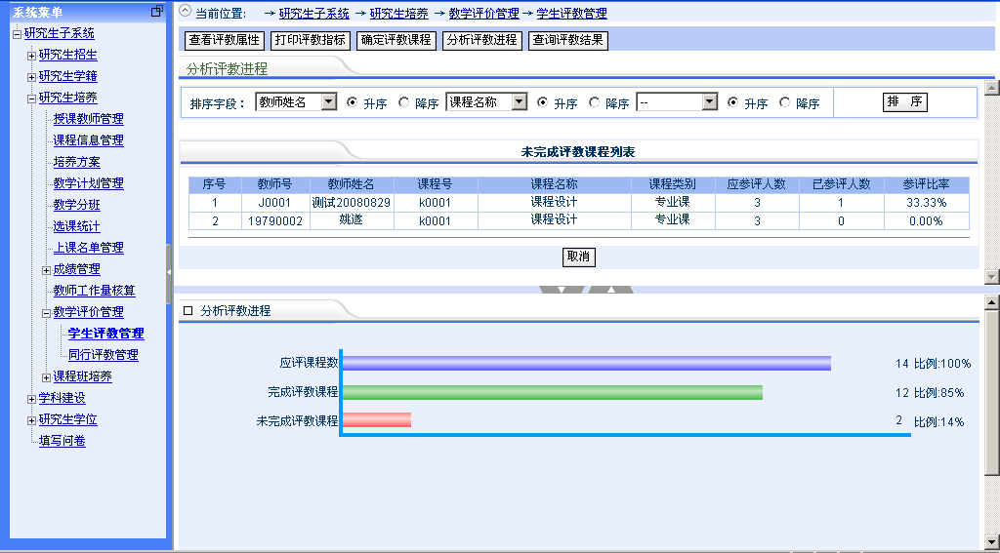 系统菜单
研究生子系统
研究生招生
研究生学籍
研究生培养
授课教师管理
课程信息管理
培养方案
教学计划管理
教学分班
选课统计
上课名单管理
成绩管理
教师工作量核算
教学评价管理
学生评教管理
同行评教管理
课程班培养
学科建设
研究生学位
填写问卷
当前位置: →研究生子系统 →研究生培养 →教学评价管理→学生评教管理
查看评教属性 打印评教指标 确定评教课程 分析评教进程 查询评教结果
分析评教进程
排序字段: 教师姓名 升序 降序 课程名称 升序 降序 -- 升序 降序 排 序
未完成评教课程列表
序号 教师号 教师姓名 课程号 课程名称 课程类别 应参评人数 已参评人数 参评比率
1 J0001 测试20080829 k0001 课程设计 专业课 3 1 33.33%
2 19790002 姚遂 k0001 课程设计 专业课 3 0 0.00%
取消
分析评教进程
应评课程数 14 比例:100%
完成评教课程 12 比例:85%
未完成评教课程 2 比例:14%